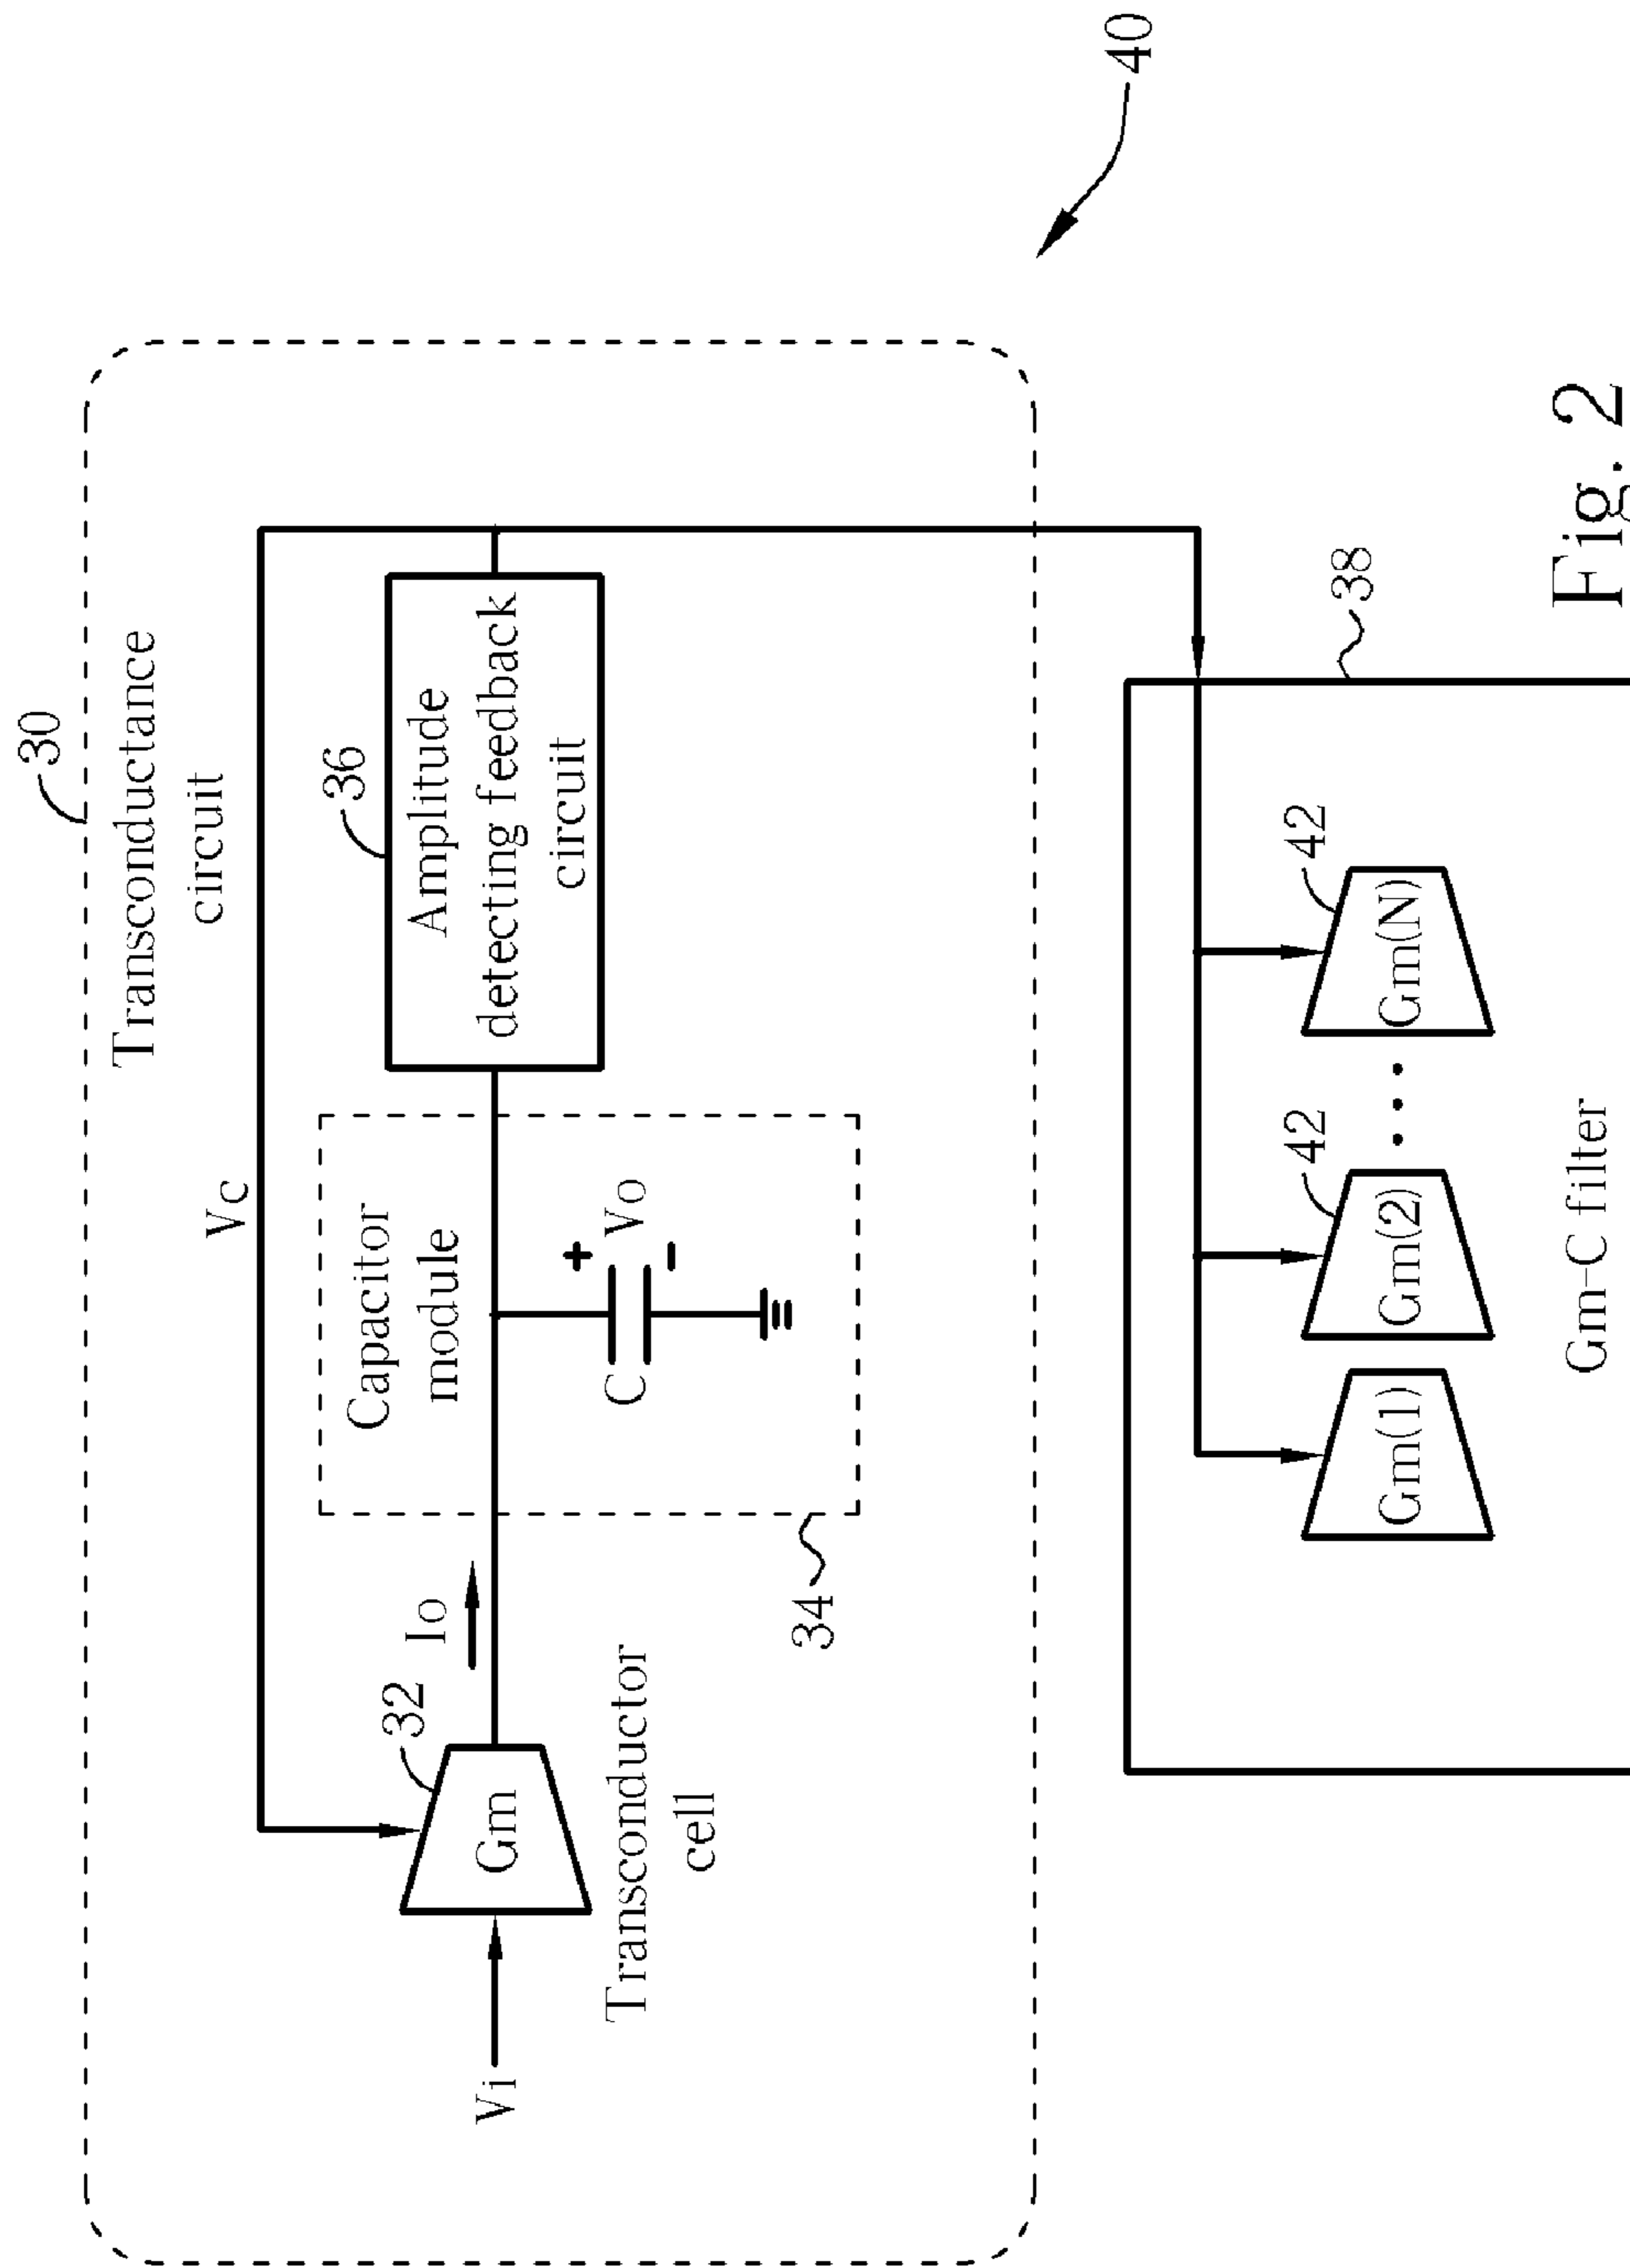 30
Transconductance
circuit
Vc
36
Amplitude
detecting feedback
circuit
Capacitor
module
C
+
Vo
−
34
Io
32
Gm
Vi
Transconductor
cell
40
38
42
42
Gm(1)
Gm(2)
• • •
Gm(N)
Gm-C filter
Fig. 2